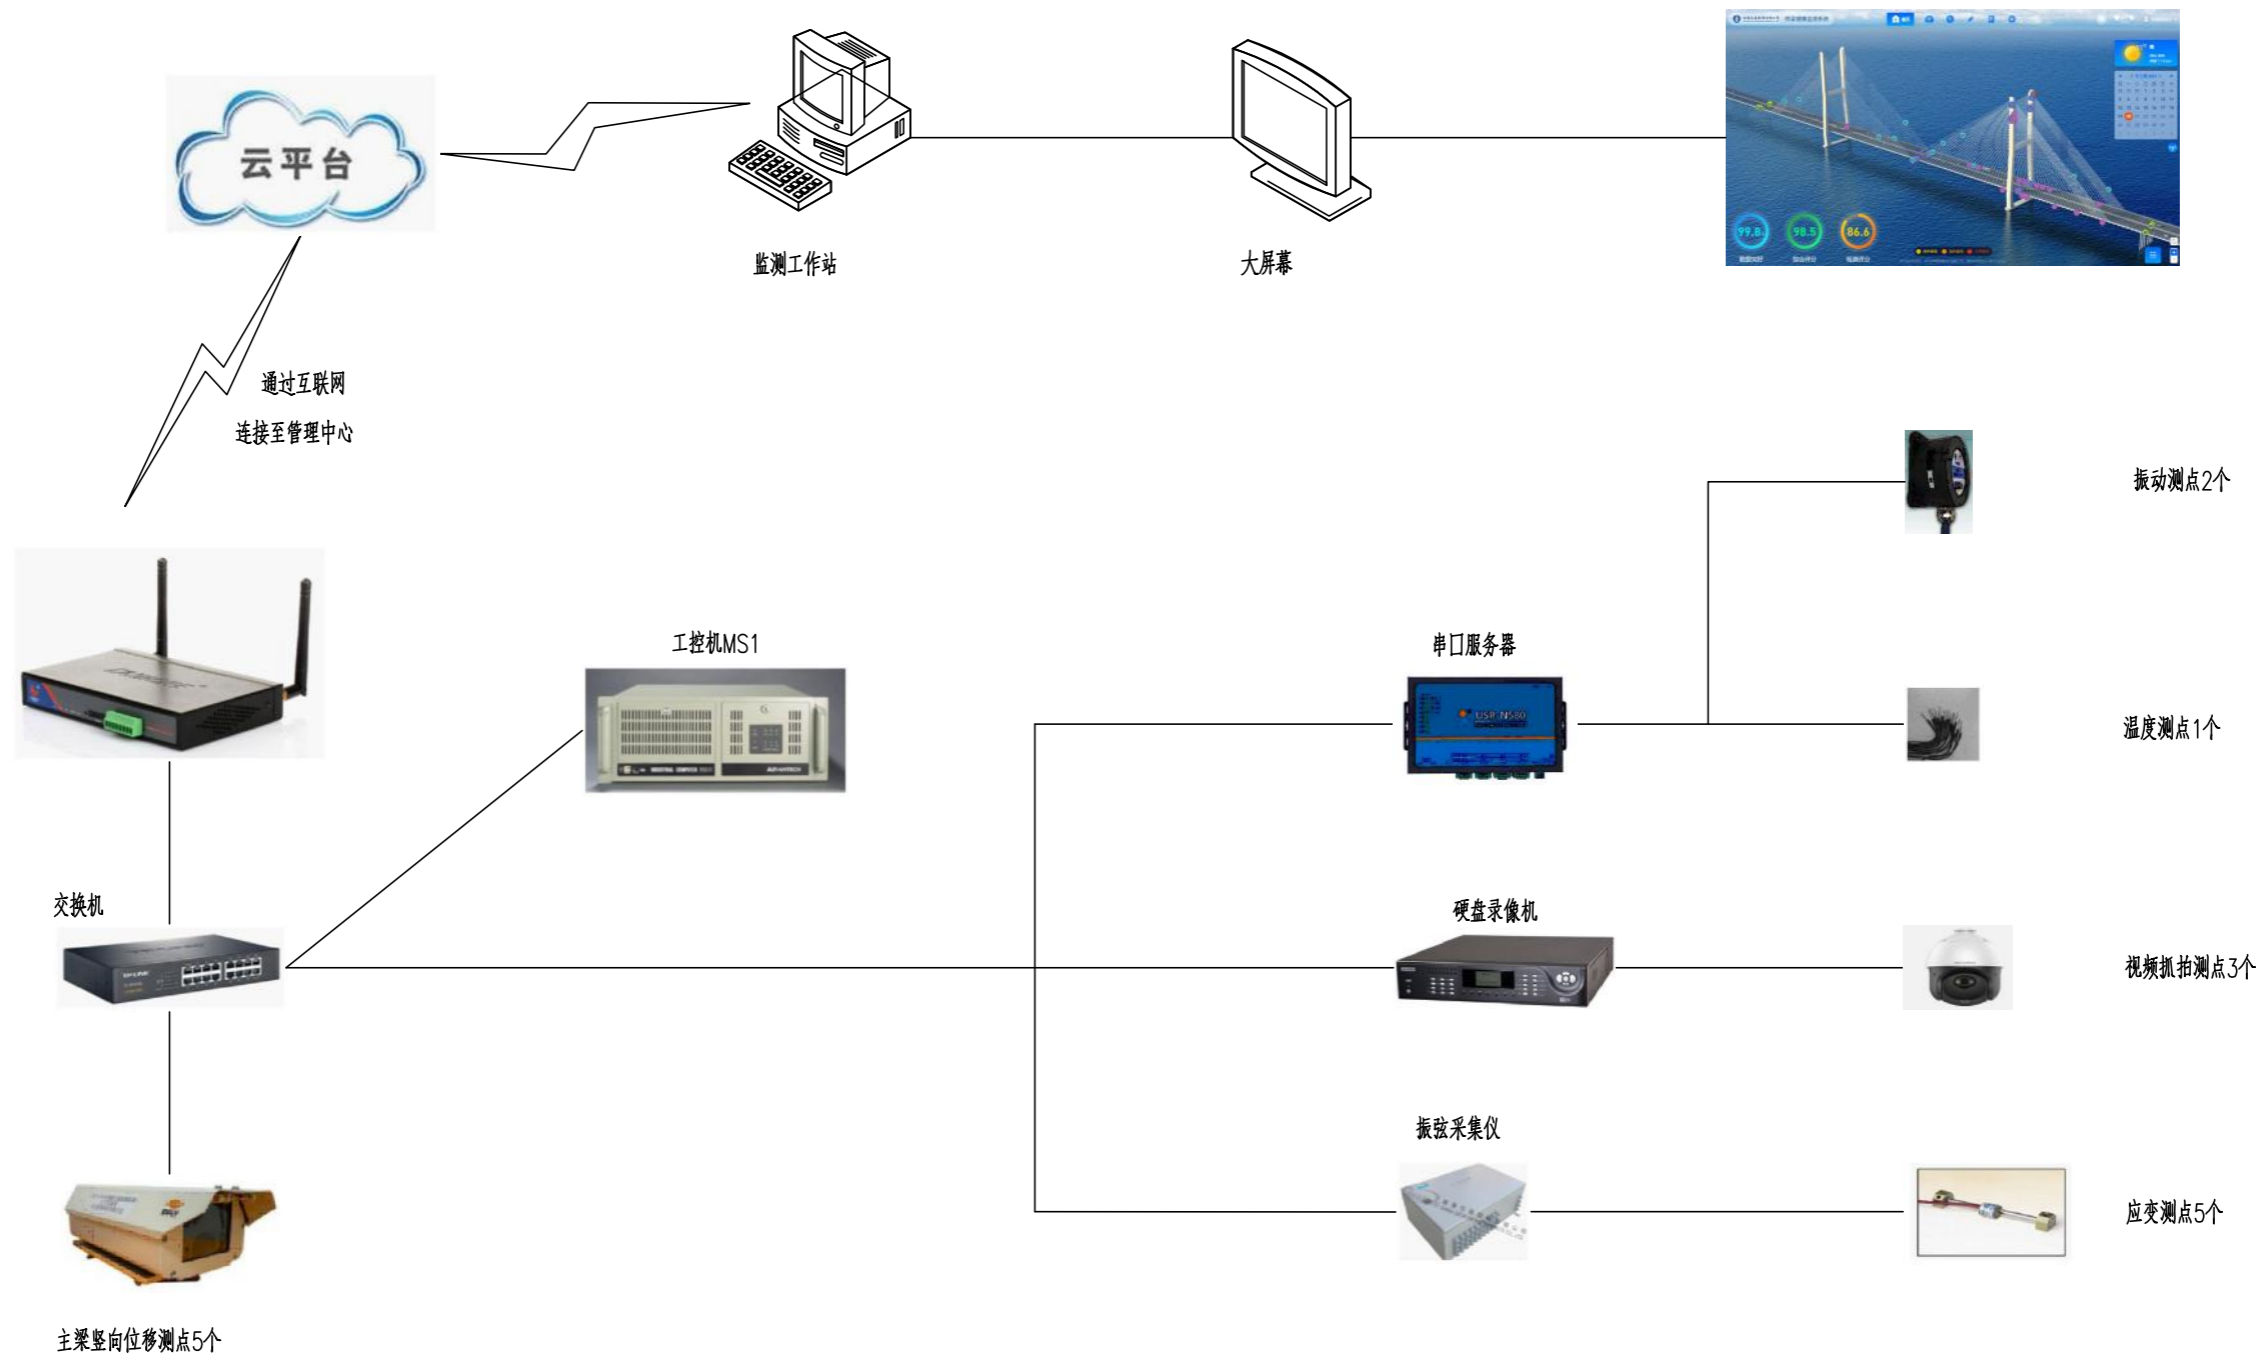 云平台
监测工作站
大屏幕
99.8
98.5
86.6
通过互联网
连接至管理中心
振动测点2个
工控机MS1
串口服务器
USR-N580
温度测点1个
交换机
TP-LINK
硬盘录像机
视频抓拍测点3个
振弦采集仪
应变测点5个
主梁竖向位移测点5个